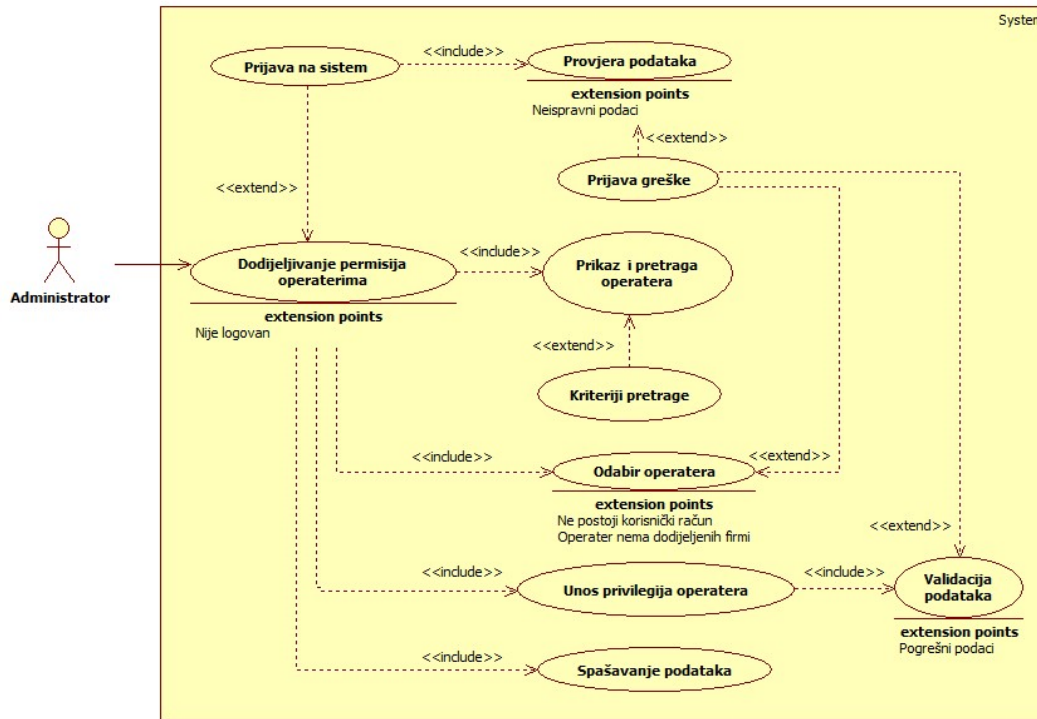 System
Prijava na sistem
<<include>>
Provjera podataka
extension points
Neispravni podaci
<<extend>>
<<extend>>
Prijava greške
Administrator
Dodijeljivanje permisija
operaterima
extension points
Nije logovan
<<include>>
Prikaz i pretraga
operatera
<<extend>>
Kriteriji pretrage
<<include>>
Odabir operatera
<<extend>>
extension points
Ne postoji korisnički račun
Operater nema dodijeljenih firmi
<<extend>>
<<include>>
Unos privilegija operatera
<<include>>
Validacija
podataka
extension points
Pogrešni podaci
<<include>>
Spašavanje podataka